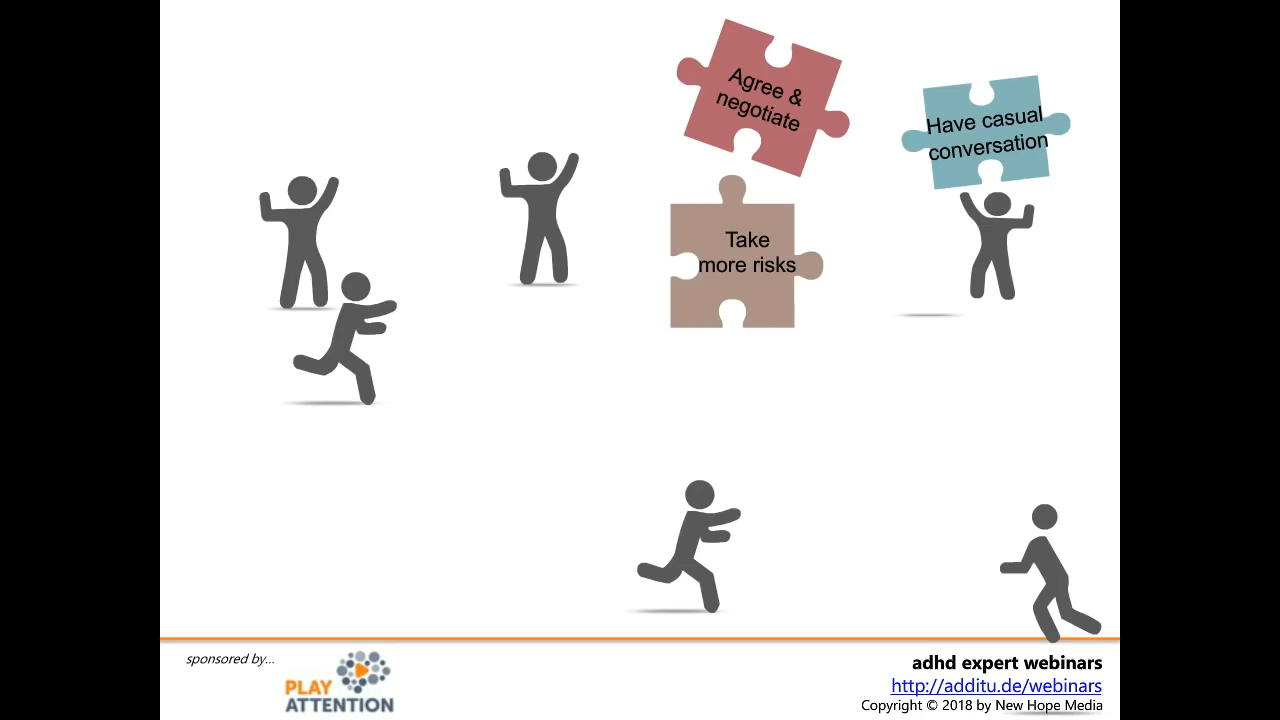 Agree &
negotiate
Have casual
conversation
Take
more risks
sponsored by...
PLAY
ATTENTION
adhd expert webinars
http://additu.de/webinars
Copyright © 2018 by New Hope Media